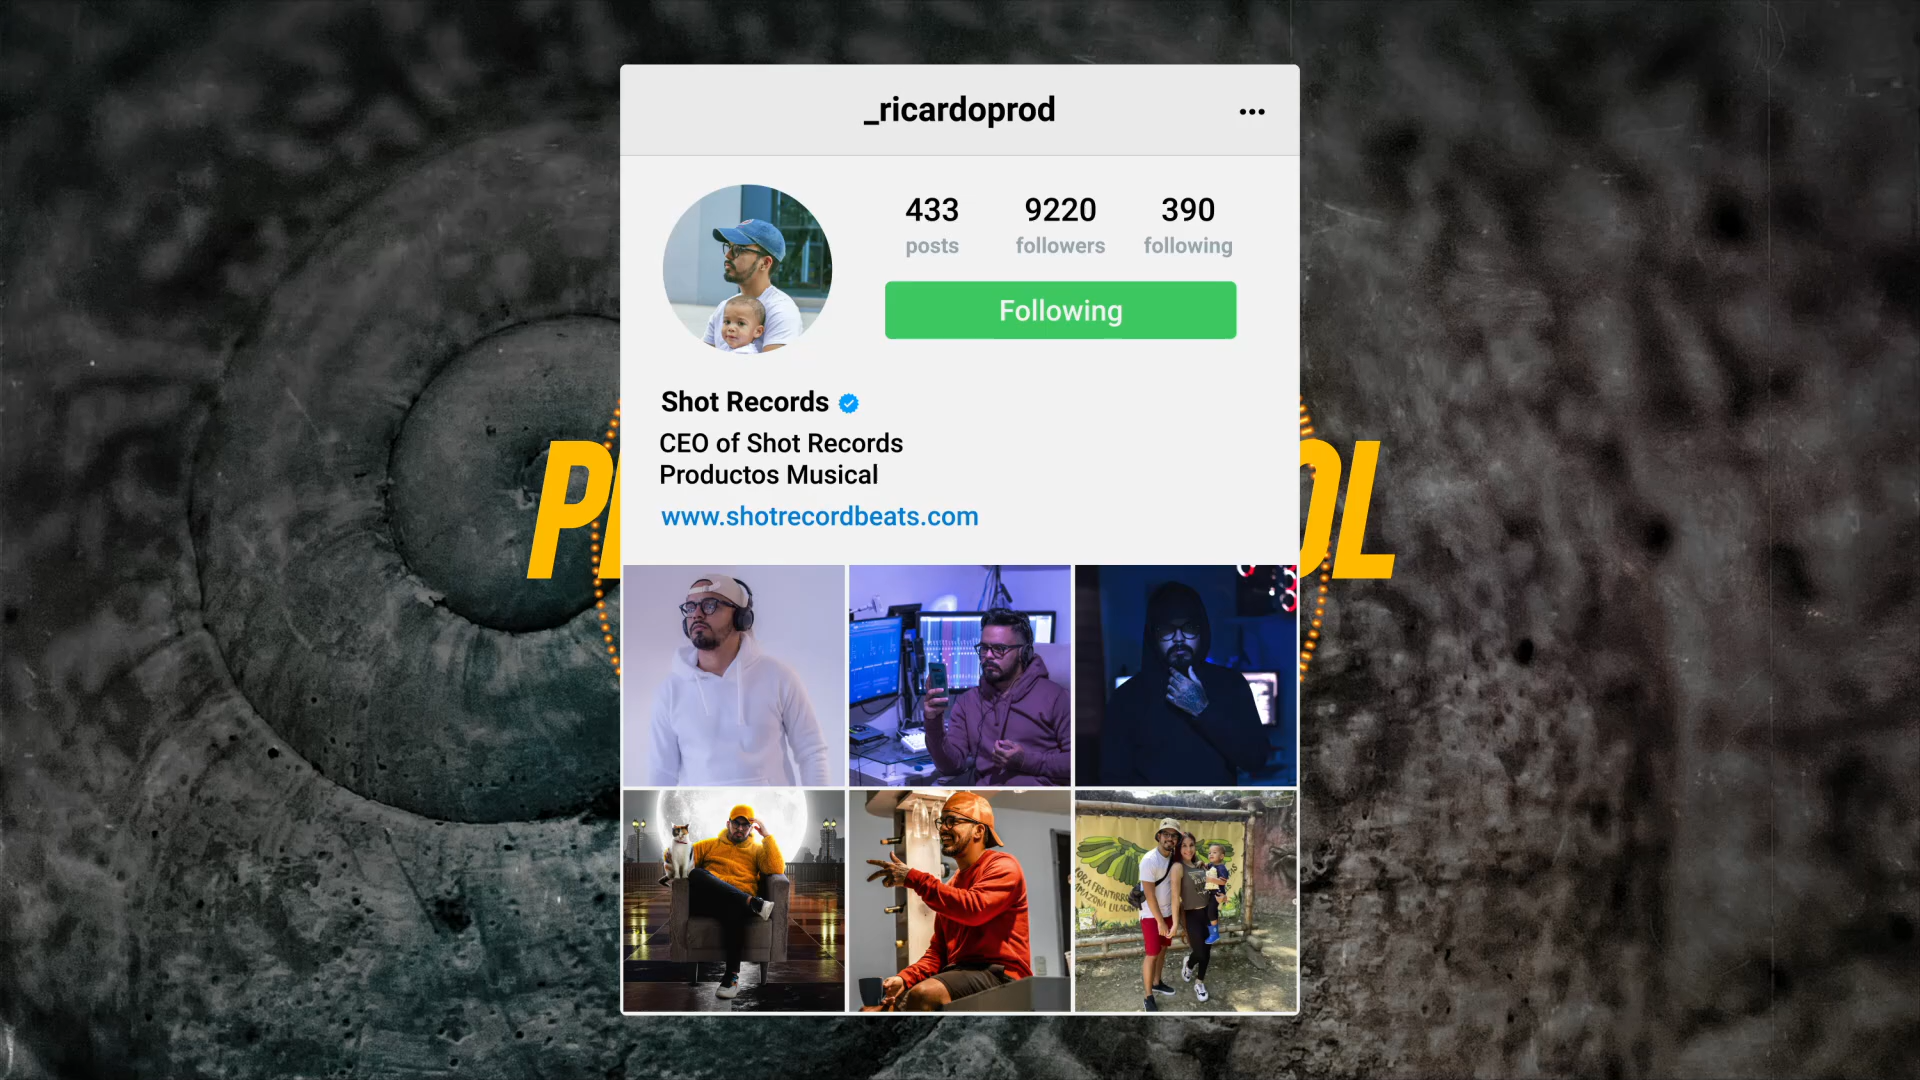 _ricardoprod
433
9220
390
posts
followers
following
Following
Shot Records
CEO of Shot Records
Productos Musical
www.shotrecordbeats.com
P
OL